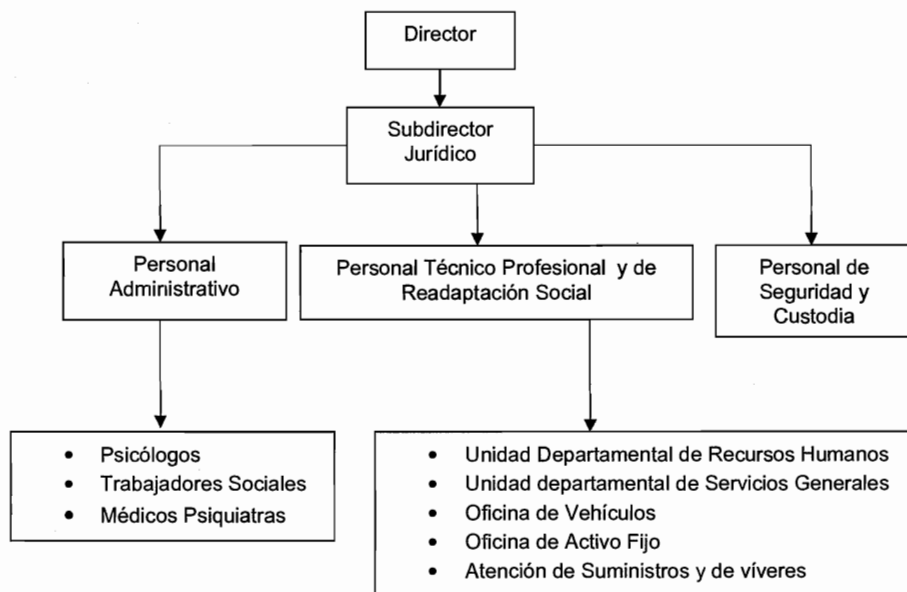 Director
Subdirector
Jurídico
Personal
Administrativo
Personal Técnico Profesional y de
Readaptación Social
Personal de
Seguridad y
Custodia
• Psicólogos
• Trabajadores Sociales
• Médicos Psiquiatras
• Unidad Departamental de Recursos Humanos
• Unidad departamental de Servicios Generales
• Oficina de Vehículos
• Oficina de Activo Fijo
• Atención de Suministros y de víveres